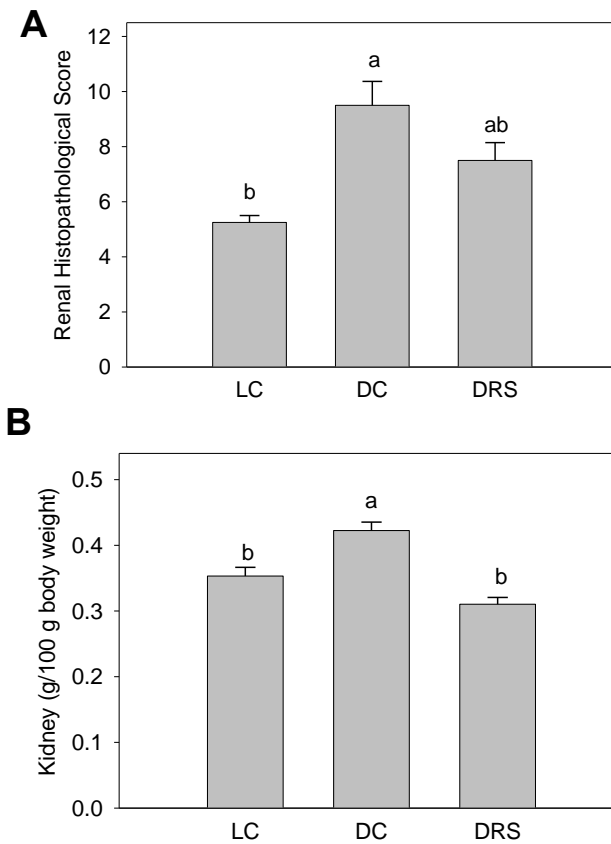 A
Renal Histopathological Score
12
10
8
6
4
2
0
b
a
ab
LC DC DRS
B
Kidney (g/100 g body weight)
0.5
0.4
0.3
0.2
0.1
0.0
b
a
b
LC DC DRS